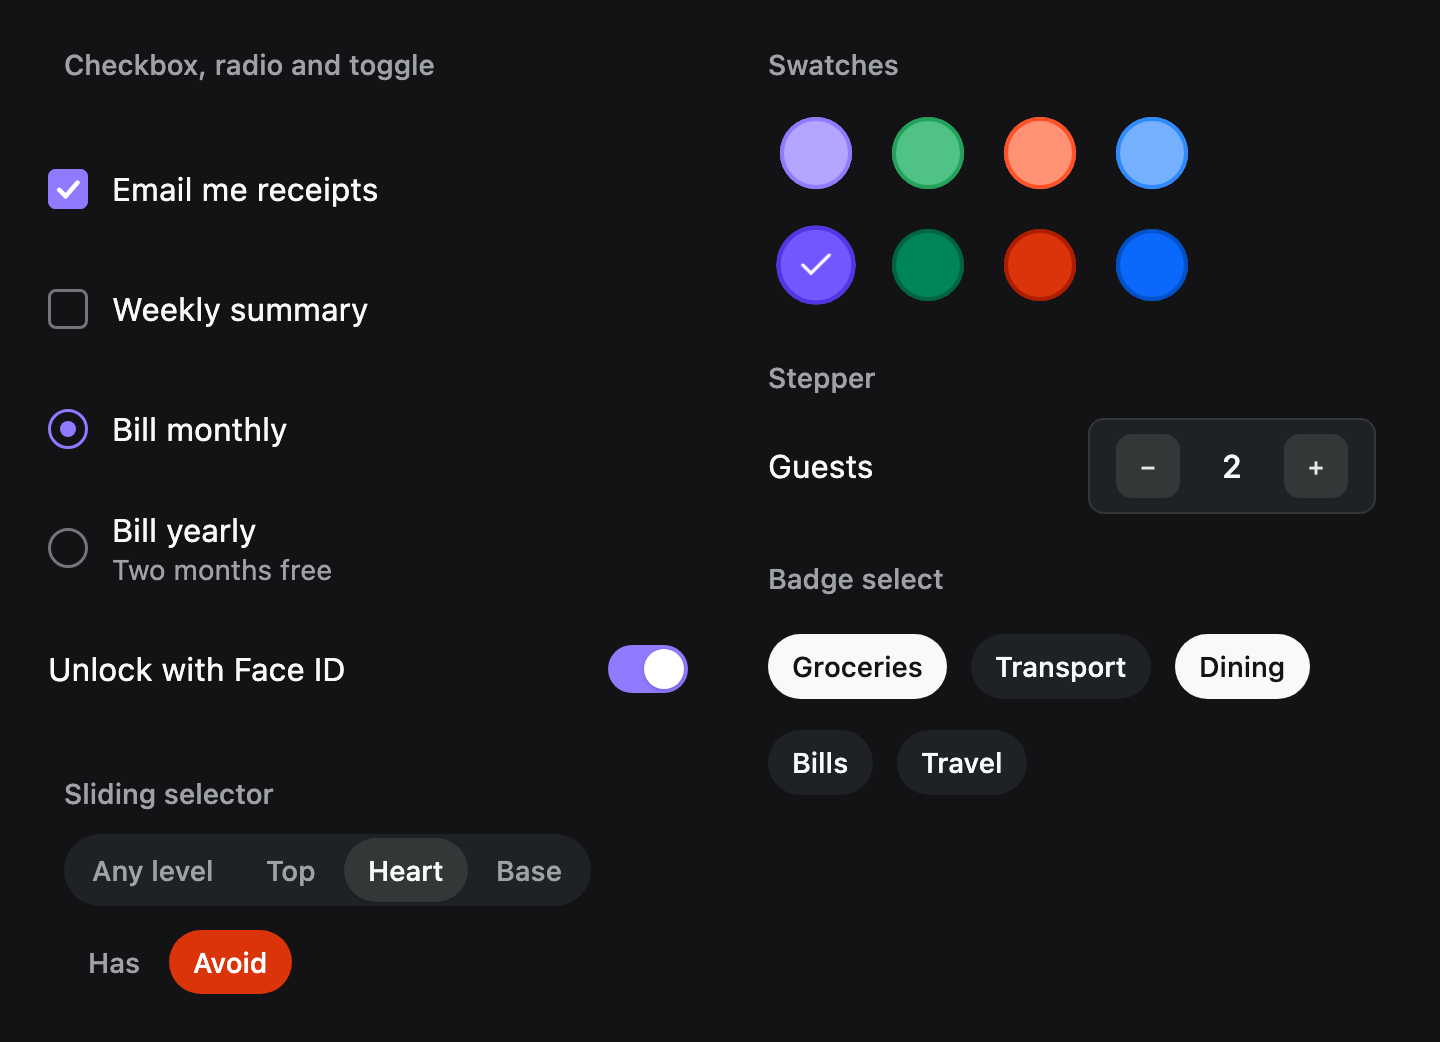 Checkbox, radio and toggle
Email me receipts
Weekly summary
Bill monthly
Bill yearly
Two months free
Unlock with Face ID
Sliding selector
Any level Top Heart Base
Has Avoid
Swatches
Stepper
Guests − 2 +
Badge select
Groceries Transport Dining
Bills Travel